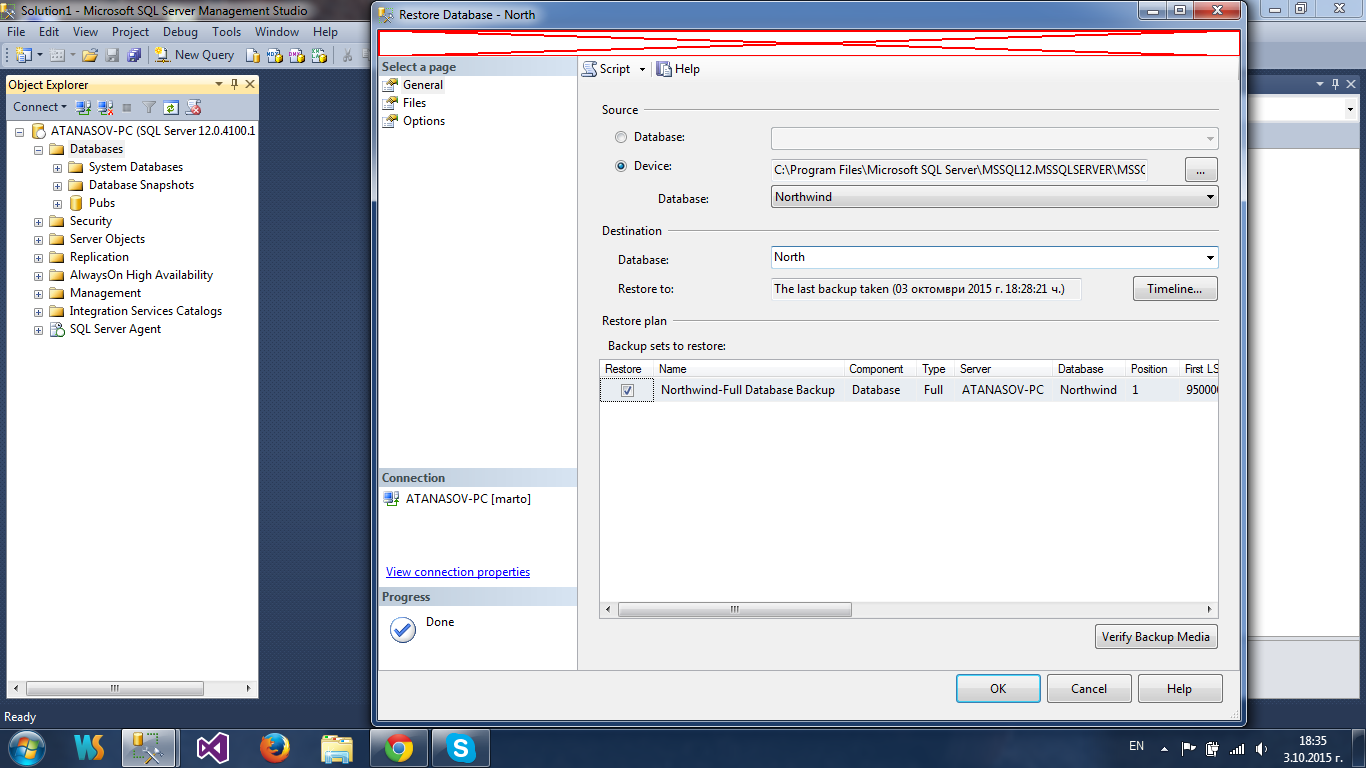 Solution1 - Microsoft SQL Server Management Studio
File Edit View Project Debug Tools Window Help
New Query
Object Explorer
Connect
ATANASOV-PC (SQL Server 12.0.4100.1
Databases
System Databases
Database Snapshots
Pubs
Security
Server Objects
Replication
AlwaysOn High Availability
Management
Integration Services Catalogs
SQL Server Agent
Ready
Restore Database - North
Select a page
General
Files
Options
Connection
ATANASOV-PC [marto]
View connection properties
Progress
Done
Script Help
Source
Database:
Device: C:\Program Files\Microsoft SQL Server\MSSQL12.MSSQLSERVER\MSSQ ...
Database: Northwind
Destination
Database: North
Restore to: The last backup taken (03 октомври 2015 г. 18:28:21 ч.) Timeline...
Restore plan
Backup sets to restore:
Restore Name Component Type Server Database Position First LS
Northwind-Full Database Backup Database Full ATANASOV-PC Northwind 1 95000
Verify Backup Media
OK Cancel Help
EN
18:35
3.10.2015 г.